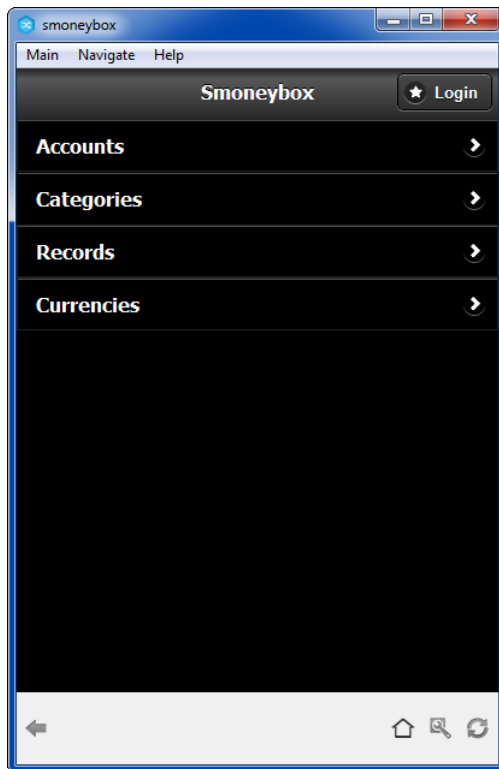 smoneybox
Main Navigate Help
Smoneybox Login
Accounts
Categories
Records
Currencies